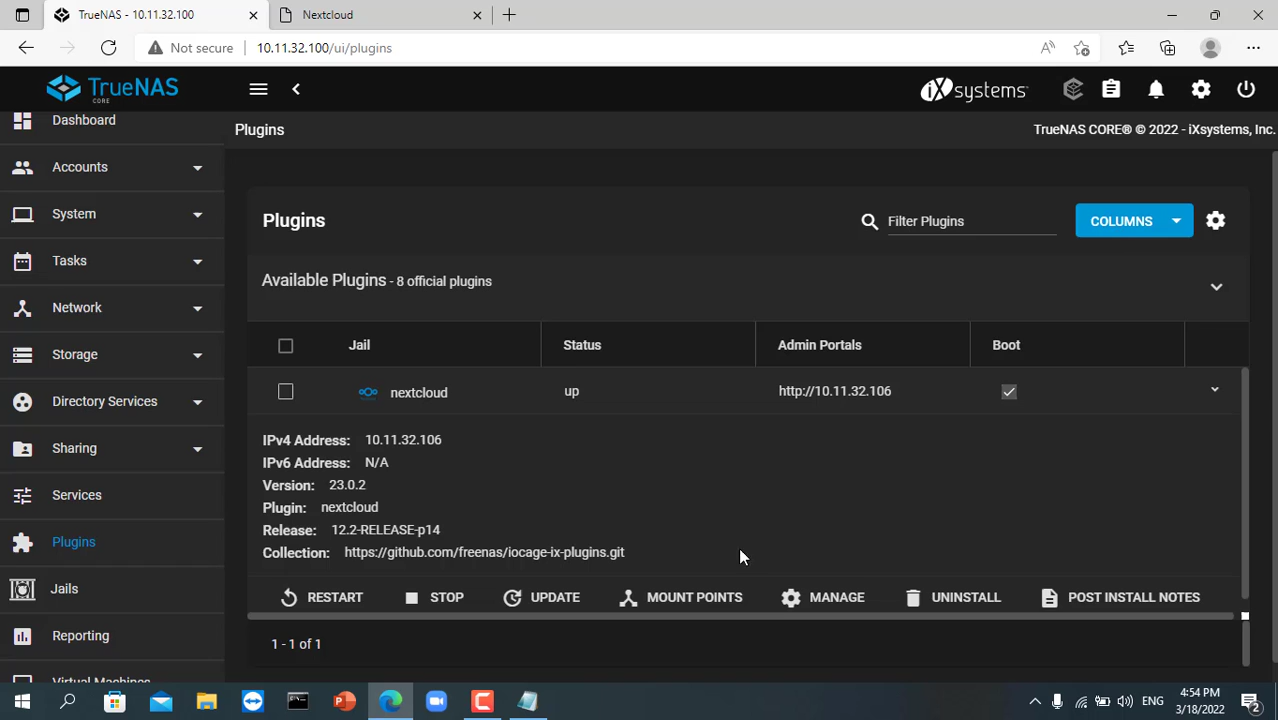 TrueNAS - 10.11.32.100
Nextcloud
Not secure
10.11.32.100/ui/plugins
TrueNAS
CORE
iXsystems
Dashboard
Plugins
TrueNAS CORE® © 2022 - iXsystems, Inc.
Accounts
System
Tasks
Network
Storage
Directory Services
Sharing
Services
Plugins
Jails
Reporting
Virtual Machines
Plugins
Filter Plugins
COLUMNS
Available Plugins - 8 official plugins
Jail Status Admin Portals Boot
nextcloud up http://10.11.32.106
IPv4 Address: 10.11.32.106
IPv6 Address: N/A
Version: 23.0.2
Plugin: nextcloud
Release: 12.2-RELEASE-p14
Collection: https://github.com/freenas/iocage-ix-plugins.git
RESTART STOP UPDATE MOUNT POINTS MANAGE UNINSTALL POST INSTALL NOTES
1 - 1 of 1
ENG
4:54 PM
3/18/2022
2